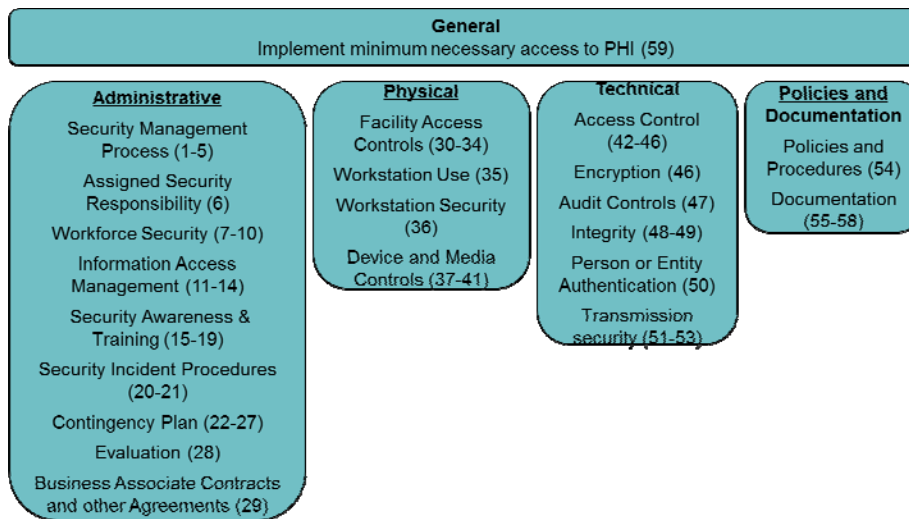 General
Implement minimum necessary access to PHI (59)
Administrative
Security Management
Process (1-5)
Assigned Security
Responsibility (6)
Workforce Security (7-10)
Information Access
Management (11-14)
Security Awareness &
Training (15-19)
Security Incident Procedures
(20-21)
Contingency Plan (22-27)
Evaluation (28)
Business Associate Contracts
and other Agreements (29)
Physical
Facility Access
Controls (30-34)
Workstation Use (35)
Workstation Security
(36)
Device and Media
Controls (37-41)
Technical
Access Control
(42-46)
Encryption (46)
Audit Controls (47)
Integrity (48-49)
Person or Entity
Authentication (50)
Transmission
security (51-53)
Policies and
Documentation
Policies and
Procedures (54)
Documentation
(55-58)